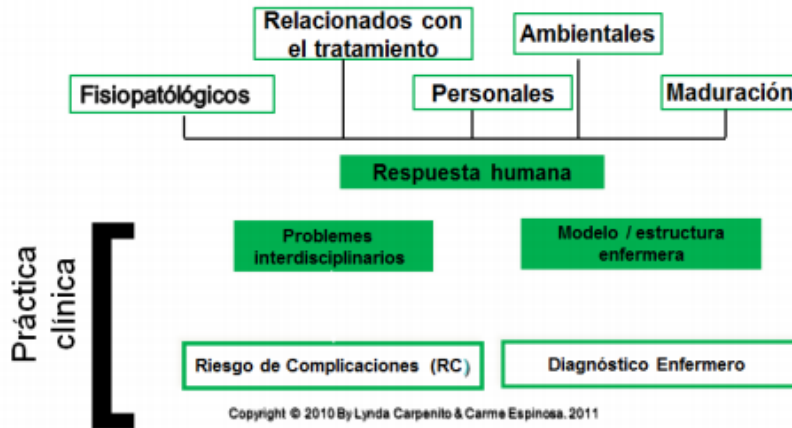 Relacionados con
el tratamiento
Ambientales
Fisiopatólógicos
Personales
Maduración
Respuesta humana
Práctica
clínica
Problemes
interdisciplinarios
Modelo / estructura
enfermera
Riesgo de Complicaciones (RC)
Diagnóstico Enfermero
Copyright © 2010 By Lynda Carpenito & Carme Espinosa. 2011